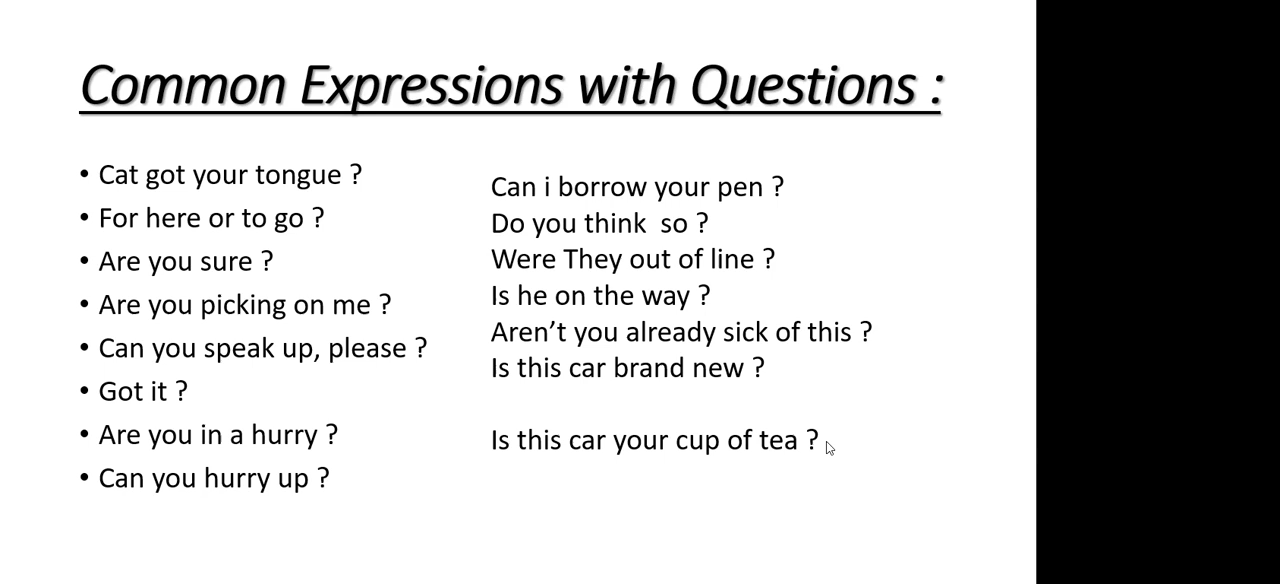 Common Expressions with Questions :
• Cat got your tongue ?
• For here or to go ?
• Are you sure ?
• Are you picking on me ?
• Can you speak up, please ?
• Got it ?
• Are you in a hurry ?
• Can you hurry up ?
Can i borrow your pen ?
Do you think  so ?
Were They out of line ?
Is he on the way ?
Aren’t you already sick of this ?
Is this car brand new ?
Is this car your cup of tea ?